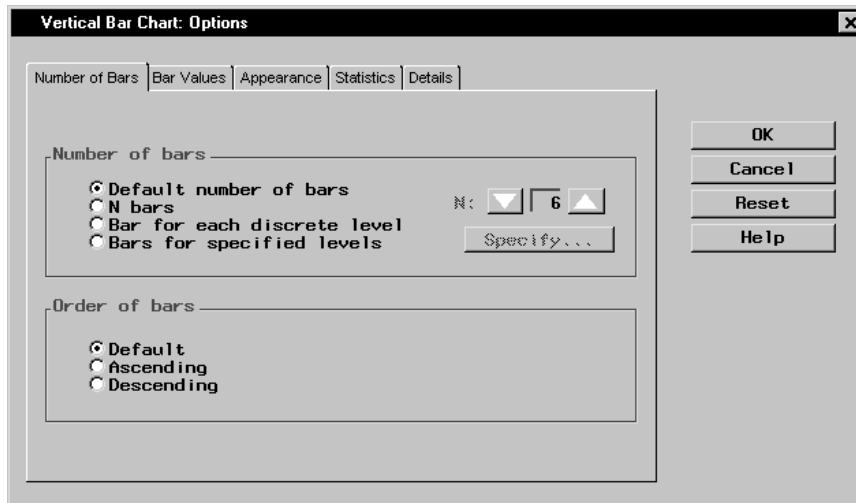 Vertical Bar Chart: Options
Number of Bars Bar Values Appearance Statistics Details
Number of bars
Default number of bars
N bars
Bar for each discrete level
Bars for specified levels
N: 6
Specify...
Order of bars
Default
Ascending
Descending
OK
Cancel
Reset
Help